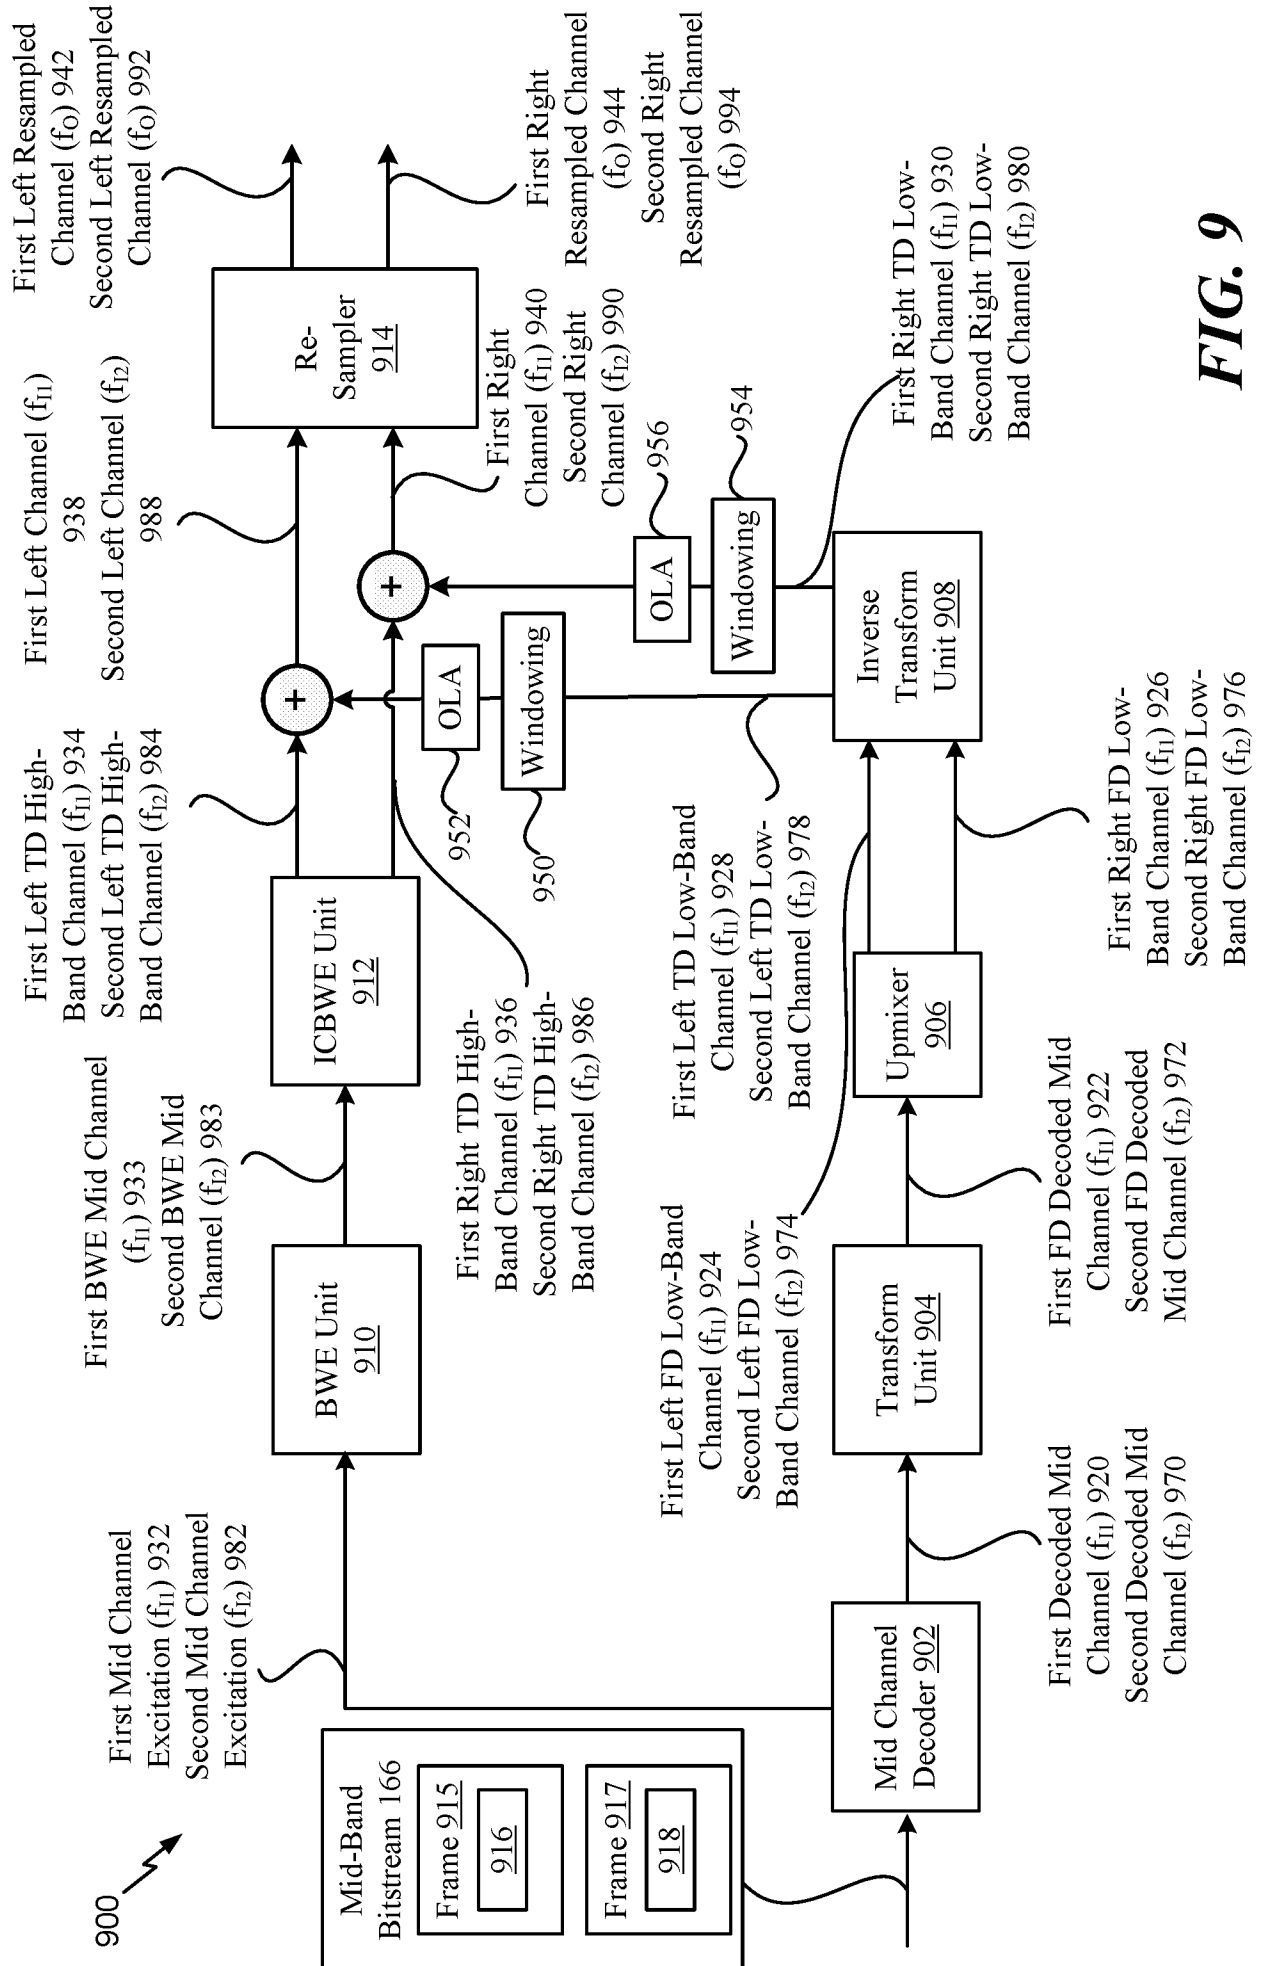 900
First Mid Channel
Excitation (fI1) 932
Second Mid Channel
Excitation (fI2) 982
First BWE Mid Channel
(fI1) 933
Second BWE Mid
Channel (fI2) 983
First Left TD High-
Band Channel (fI1) 934
Second Left TD High-
Band Channel (fI2) 984
First Left Channel (fI1)
938
Second Left Channel (fI2)
988
First Left Resampled
Channel (fO) 942
Second Left Resampled
Channel (fO) 992
Mid-Band
Bitstream 166
Frame 915
916
Frame 917
918
BWE Unit
910
ICBWE Unit
912
+
+
Re-
Sampler
914
First Right TD High-
Band Channel (fI1) 936
Second Right TD High-
Band Channel (fI2) 986
952
OLA
950
Windowing
First Right
Channel (fI1) 940
Second Right
Channel (fI2) 990
First Right
Resampled Channel
(fO) 944
Second Right
Resampled Channel
(fO) 994
OLA
956
Windowing
954
First Left FD Low-Band
Channel (fI1) 924
Second Left FD Low-
Band Channel (fI2) 974
First Left TD Low-Band
Channel (fI1) 928
Second Left TD Low-
Band Channel (fI2) 978
First Right TD Low-
Band Channel (fI1) 930
Second Right TD Low-
Band Channel (fI2) 980
Mid Channel
Decoder 902
Transform
Unit 904
Upmixer
906
Inverse
Transform
Unit 908
First Decoded Mid
Channel (fI1) 920
Second Decoded Mid
Channel (fI2) 970
First FD Decoded Mid
Channel (fI1) 922
Second FD Decoded
Mid Channel (fI2) 972
First Right FD Low-
Band Channel (fI1) 926
Second Right FD Low-
Band Channel (fI2) 976
FIG. 9